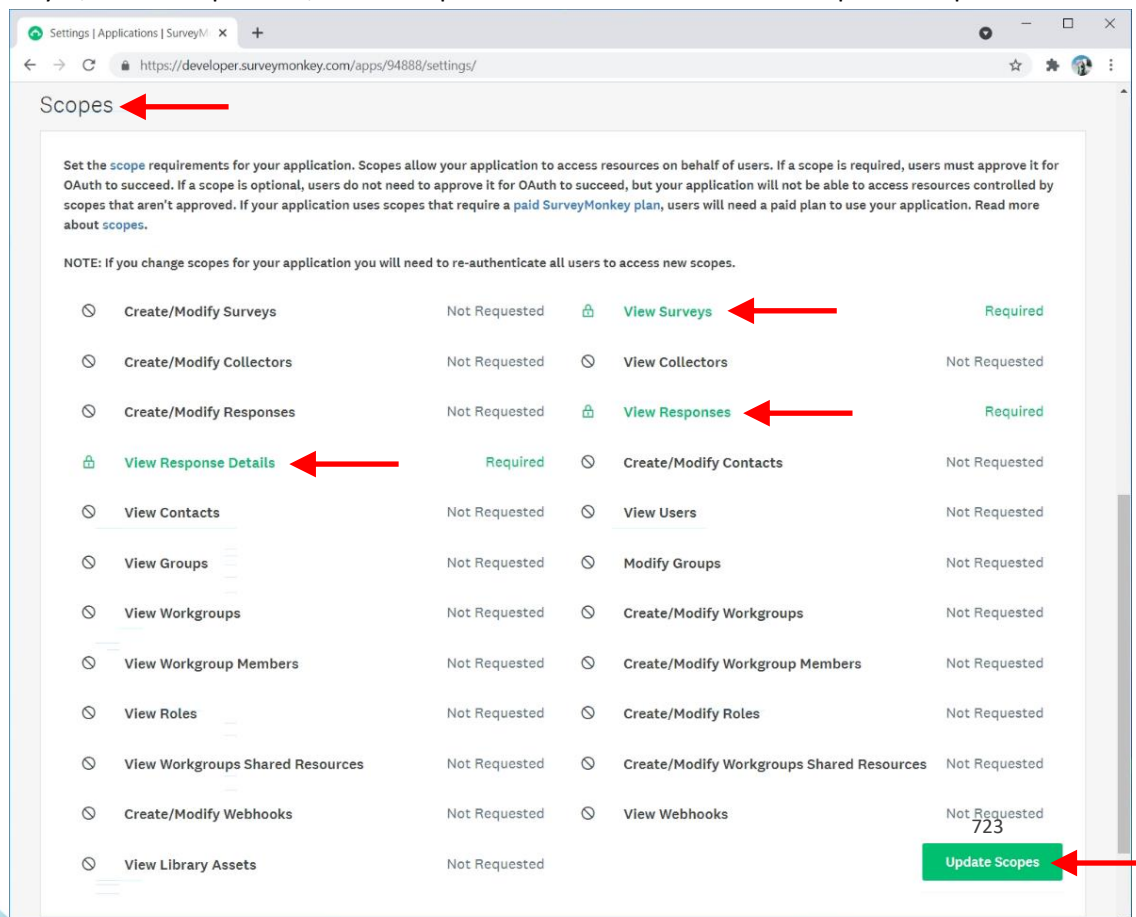 Settings | Applications | SurveyM
https://developer.surveymonkey.com/apps/94888/settings/
Scopes
Set the scope requirements for your application. Scopes allow your application to access resources on behalf of users. If a scope is required, users must approve it for
OAuth to succeed. If a scope is optional, users do not need to approve it for OAuth to succeed, but your application will not be able to access resources controlled by
scopes that aren't approved. If your application uses scopes that require a paid SurveyMonkey plan, users will need a paid plan to use your application. Read more
about scopes.
NOTE: If you change scopes for your application you will need to re-authenticate all users to access new scopes.
Create/Modify Surveys Not Requested View Surveys Required
Create/Modify Collectors Not Requested View Collectors Not Requested
Create/Modify Responses Not Requested View Responses Required
View Response Details Required Create/Modify Contacts Not Requested
View Contacts Not Requested View Users Not Requested
View Groups Not Requested Modify Groups Not Requested
View Workgroups Not Requested Create/Modify Workgroups Not Requested
View Workgroup Members Not Requested Create/Modify Workgroup Members Not Requested
View Roles Not Requested Create/Modify Roles Not Requested
View Workgroups Shared Resources Not Requested Create/Modify Workgroups Shared Resources Not Requested
Create/Modify Webhooks Not Requested View Webhooks Not Requested
723
View Library Assets Not Requested Update Scopes